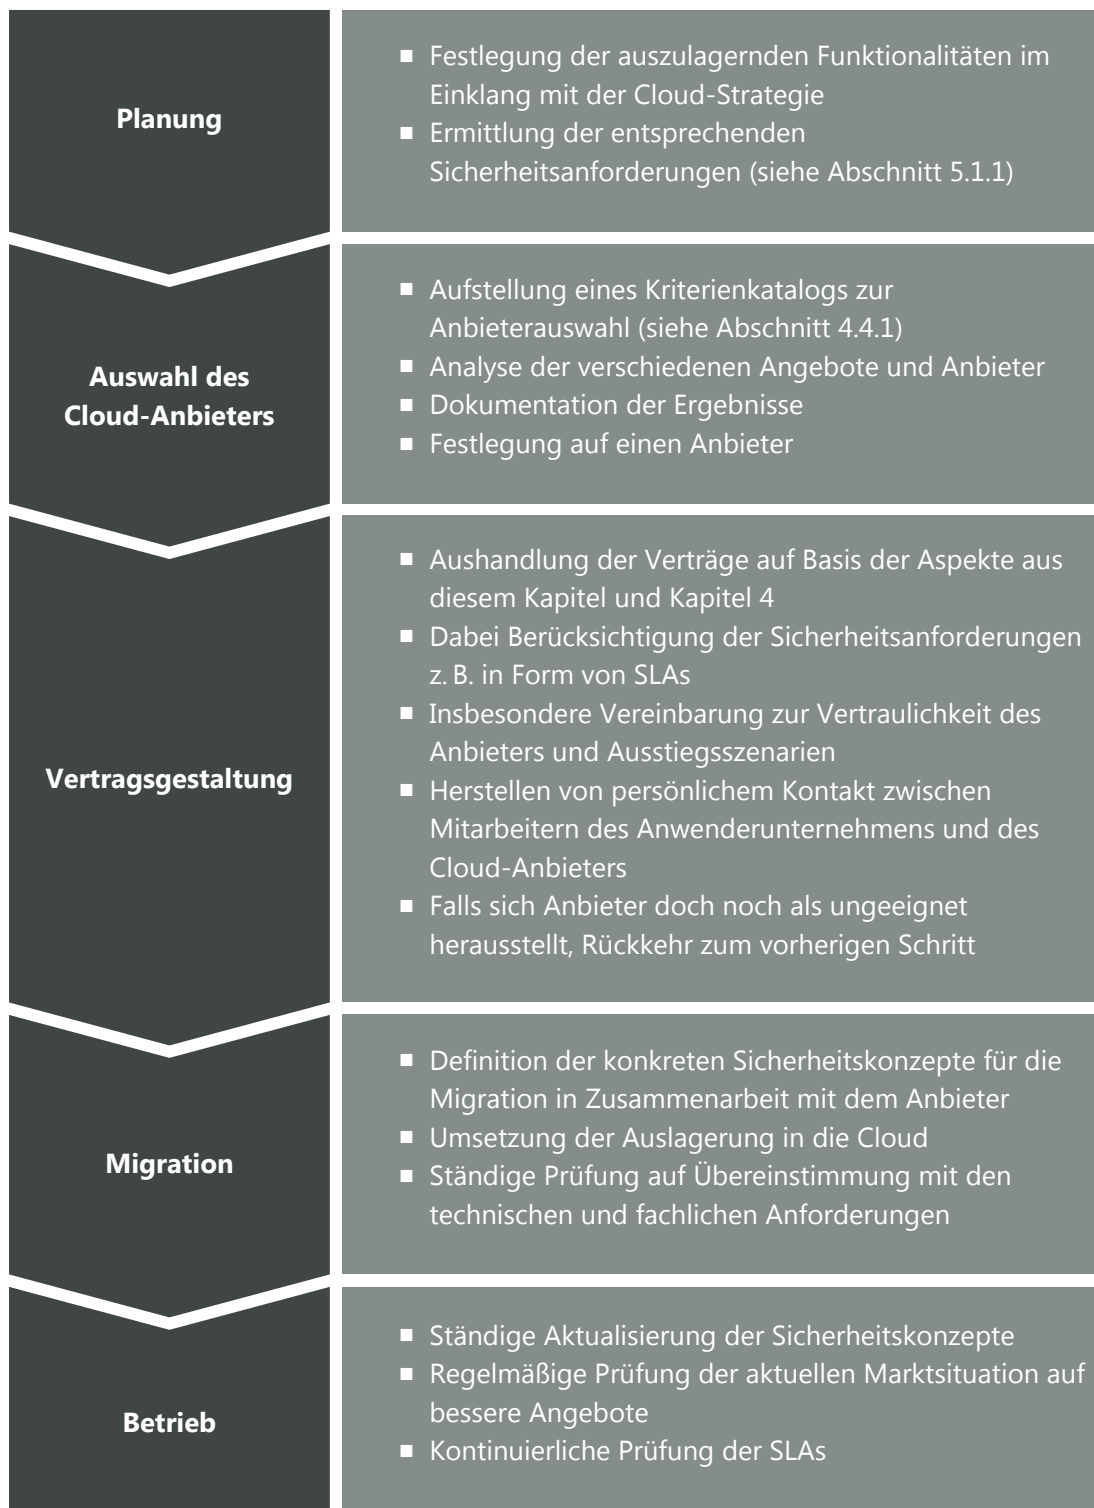 Planung
■ Festlegung der auszulagernden Funktionalitäten im
Einklang mit der Cloud-Strategie
■ Ermittlung der entsprechenden
Sicherheitsanforderungen (siehe Abschnitt 5.1.1)
Auswahl des
Cloud-Anbieters
■ Aufstellung eines Kriterienkatalogs zur
Anbieterauswahl (siehe Abschnitt 4.4.1)
■ Analyse der verschiedenen Angebote und Anbieter
■ Dokumentation der Ergebnisse
■ Festlegung auf einen Anbieter
Vertragsgestaltung
■ Aushandlung der Verträge auf Basis der Aspekte aus
diesem Kapitel und Kapitel 4
■ Dabei Berücksichtigung der Sicherheitsanforderungen
z. B. in Form von SLAs
■ Insbesondere Vereinbarung zur Vertraulichkeit des
Anbieters und Ausstiegsszenarien
■ Herstellen von persönlichem Kontakt zwischen
Mitarbeitern des Anwenderunternehmens und des
Cloud-Anbieters
■ Falls sich Anbieter doch noch als ungeeignet
herausstellt, Rückkehr zum vorherigen Schritt
Migration
■ Definition der konkreten Sicherheitskonzepte für die
Migration in Zusammenarbeit mit dem Anbieter
■ Umsetzung der Auslagerung in die Cloud
■ Ständige Prüfung auf Übereinstimmung mit den
technischen und fachlichen Anforderungen
Betrieb
■ Ständige Aktualisierung der Sicherheitskonzepte
■ Regelmäßige Prüfung der aktuellen Marktsituation auf
bessere Angebote
■ Kontinuierliche Prüfung der SLAs